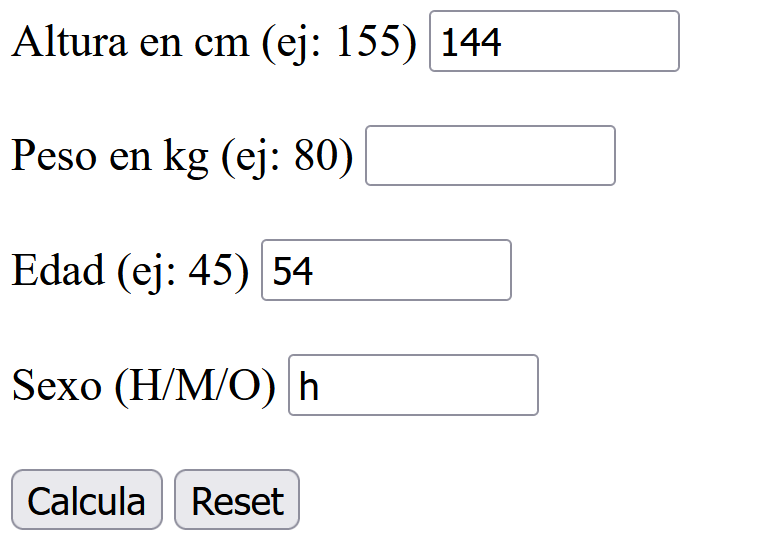 Altura en cm (ej: 155) 144
Peso en kg (ej: 80)
Edad (ej: 45) 54
Sexo (H/M/O) h
Calcula Reset